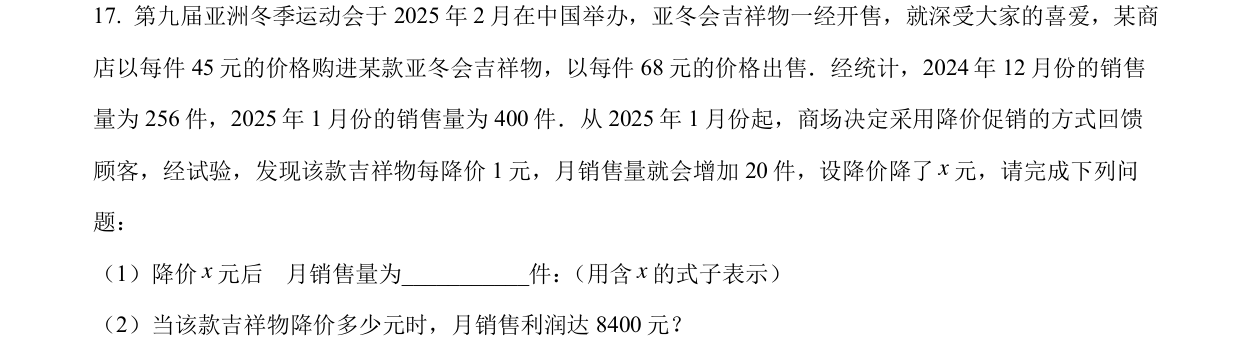 17. 第九届亚洲冬季运动会于 2025 年 2 月在中国举办，亚冬会吉祥物一经开售，就深受大家的喜爱，某商
店以每件 45 元的价格购进某款亚冬会吉祥物，以每件 68 元的价格出售．经统计，2024 年 12 月份的销售
量为 256 件，2025 年 1 月份的销售量为 400 件．从 2025 年 1 月份起，商场决定采用降价促销的方式回馈
顾客，经试验，发现该款吉祥物每降价 1 元，月销售量就会增加 20 件，设降价降了 x 元，请完成下列问
题：
（1）降价 x 元后 月销售量为___________件：（用含 x 的式子表示）
（2）当该款吉祥物降价多少元时，月销售利润达 8400 元？